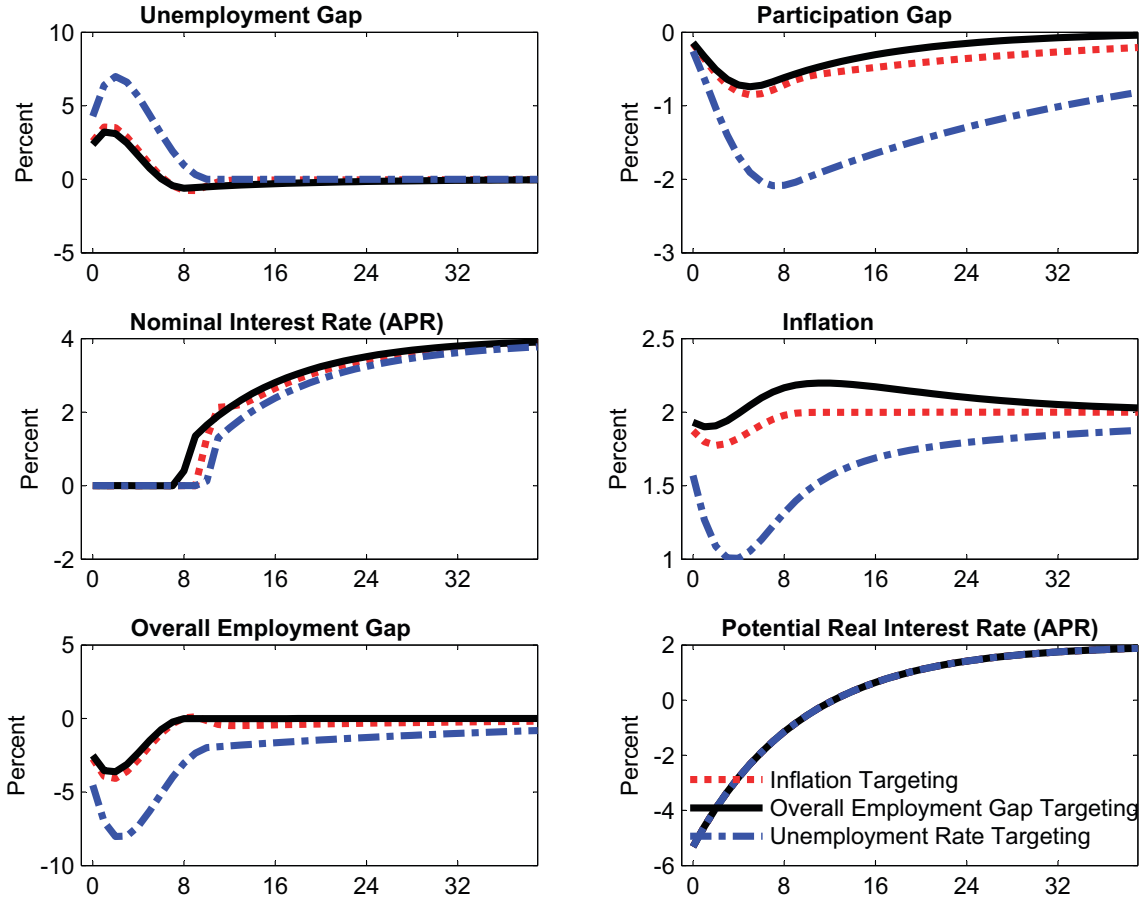 Unemployment Gap
Percent
10
5
0
-5
0 8 16 24 32
Participation Gap
Percent
0
-1
-2
-3
0 8 16 24 32
Nominal Interest Rate (APR)
Percent
4
2
0
-2
0 8 16 24 32
Inflation
Percent
2.5
2
1.5
1
0 8 16 24 32
Overall Employment Gap
Percent
5
0
-5
-10
0 8 16 24 32
Potential Real Interest Rate (APR)
Percent
2
0
-2
-4
-6
0 8 16 24 32
Inflation Targeting
Overall Employment Gap Targeting
Unemployment Rate Targeting